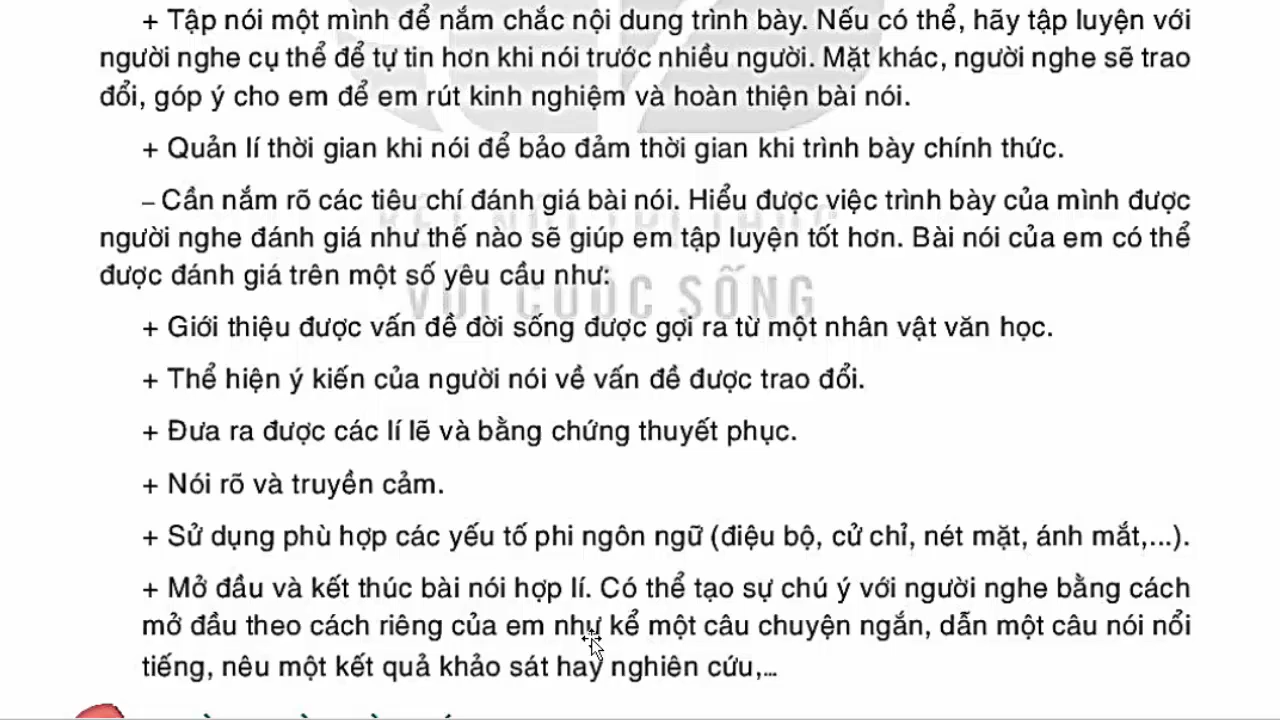 + Tập nói một mình để nắm chắc nội dung trình bày. Nếu có thể, hãy tập luyện với
người nghe cụ thể để tự tin hơn khi nói trước nhiều người. Mặt khác, người nghe sẽ trao
đổi, góp ý cho em để em rút kinh nghiệm và hoàn thiện bài nói.
+ Quản lí thời gian khi nói để bảo đảm thời gian khi trình bày chính thức.
– Cần nắm rõ các tiêu chí đánh giá bài nói. Hiểu được việc trình bày của mình được
người nghe đánh giá như thế nào sẽ giúp em tập luyện tốt hơn. Bài nói của em có thể
được đánh giá trên một số yêu cầu như:
KẾT NỐI TRI THỨC
VỚI CUỘC SỐNG
+ Giới thiệu được vấn đề đời sống được gợi ra từ một nhân vật văn học.
+ Thể hiện ý kiến của người nói về vấn đề được trao đổi.
+ Đưa ra được các lí lẽ và bằng chứng thuyết phục.
+ Nói rõ và truyền cảm.
+ Sử dụng phù hợp các yếu tố phi ngôn ngữ (điệu bộ, cử chỉ, nét mặt, ánh mắt,...).
+ Mở đầu và kết thúc bài nói hợp lí. Có thể tạo sự chú ý với người nghe bằng cách
mở đầu theo cách riêng của em như kể một câu chuyện ngắn, dẫn một câu nói nổi
tiếng, nêu một kết quả khảo sát hay nghiên cứu,...